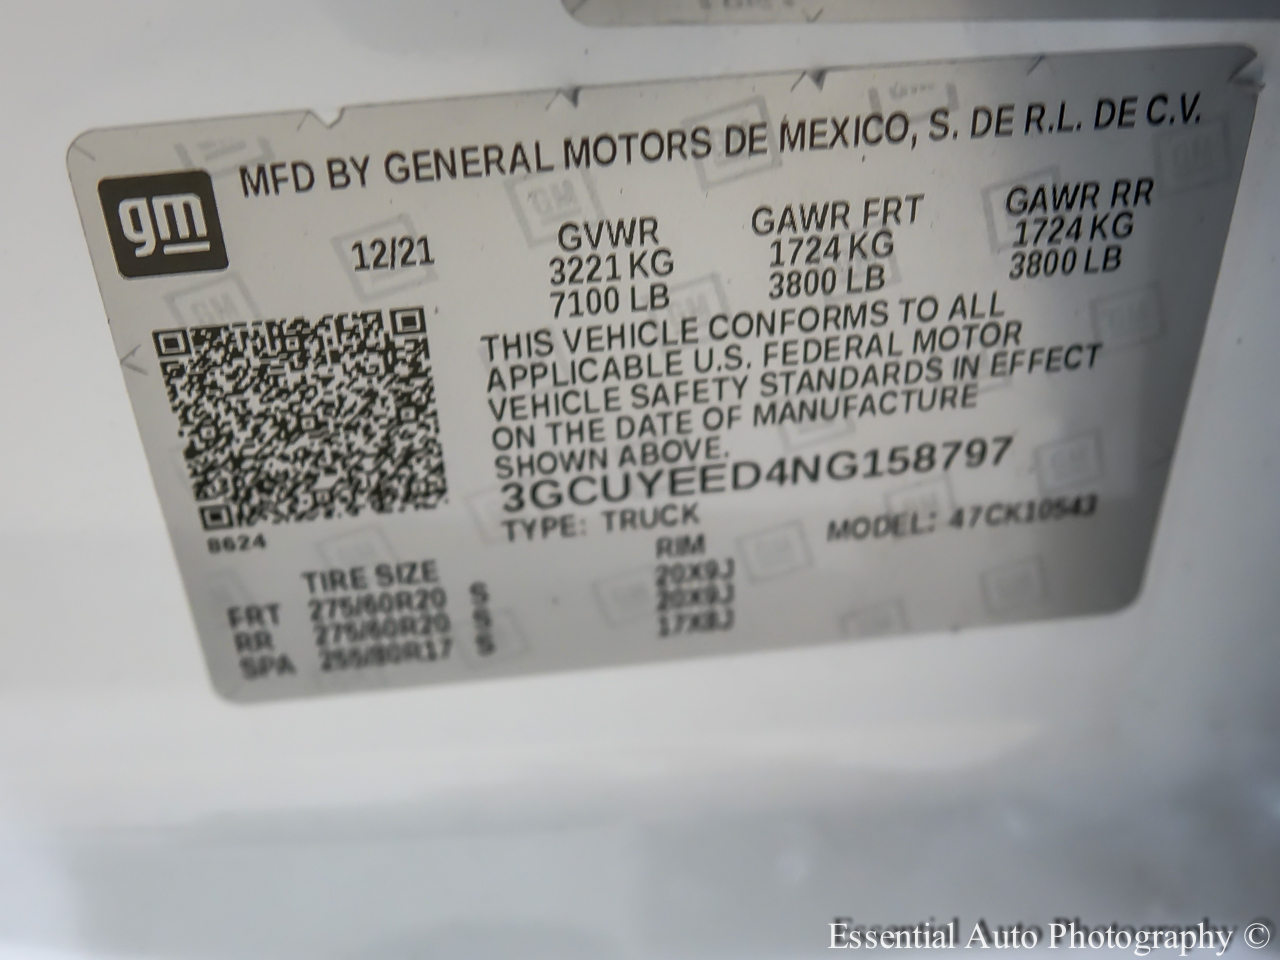 MFD BY GENERAL MOTORS DE MEXICO, S. DE R.L. DE C.V.
gm
12/21
GVWR GAWR FRT GAWR RR
3221 KG 1724 KG 1724 KG
7100 LB 3800 LB 3800 LB
THIS VEHICLE CONFORMS TO ALL
APPLICABLE U.S. FEDERAL MOTOR
VEHICLE SAFETY STANDARDS IN EFFECT
ON THE DATE OF MANUFACTURE
SHOWN ABOVE.
3GCUYEED4NG158797
TYPE: TRUCK MODEL: 47CK10543
8624
TIRE SIZE RIM
FRT 275/60R20 S 20X9J
RR 275/60R20 S 20X9J
SPA 255/80R17 S 17X8J
Essential Auto Photography ©